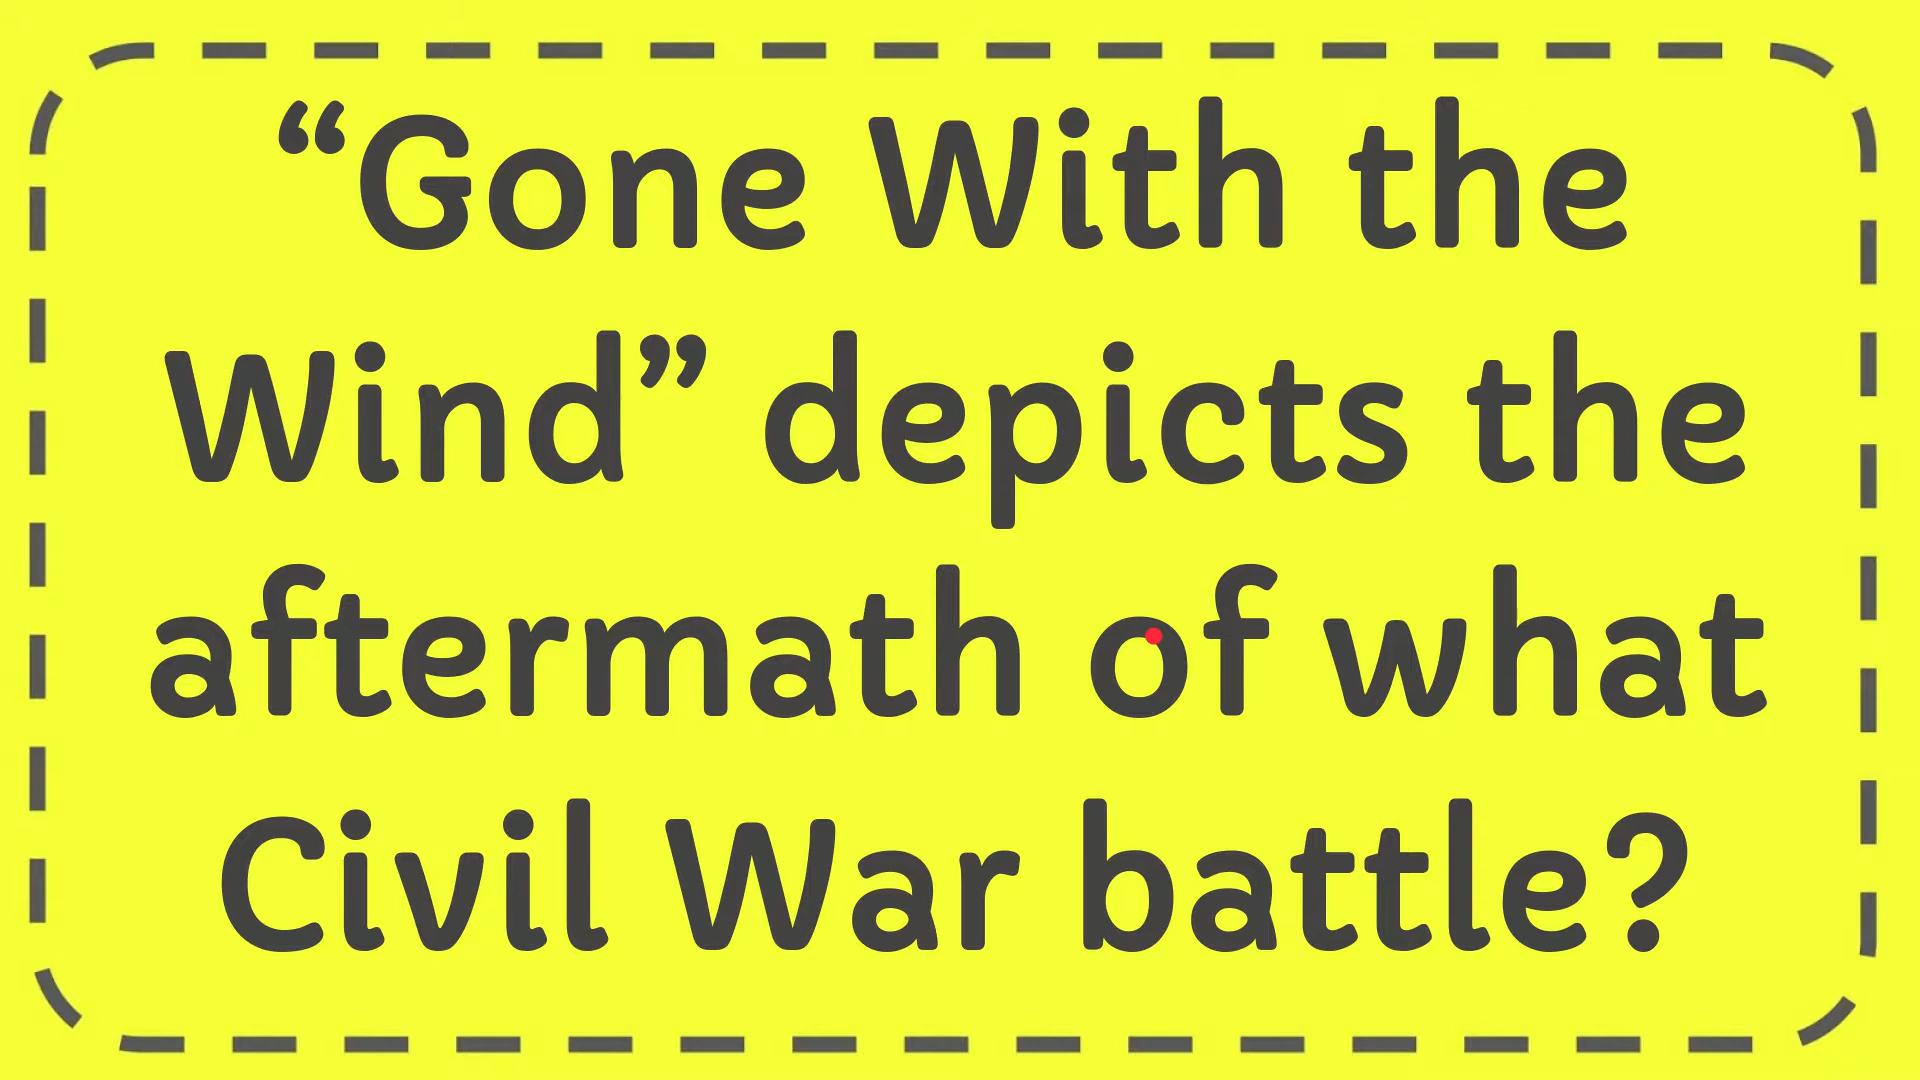 “Gone With the
Wind” depicts the
aftermath of what
Civil War battle?